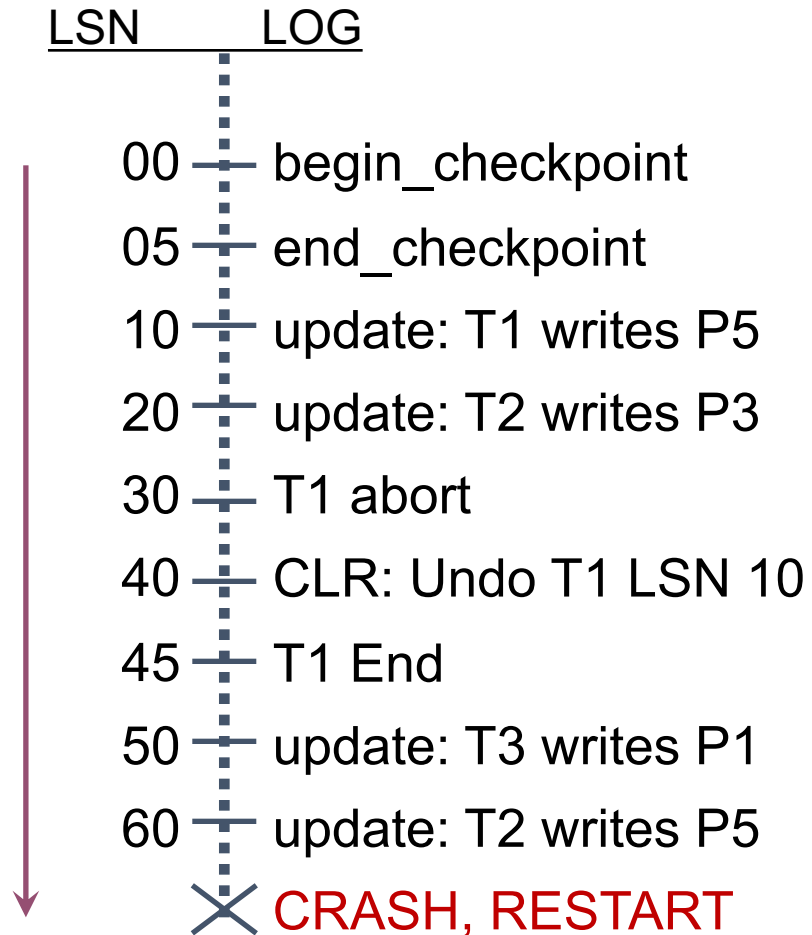 LSN LOG
00 begin_checkpoint
05 end_checkpoint
10 update: T1 writes P5
20 update: T2 writes P3
30 T1 abort
40 CLR: Undo T1 LSN 10
45 T1 End
50 update: T3 writes P1
60 update: T2 writes P5
CRASH, RESTART